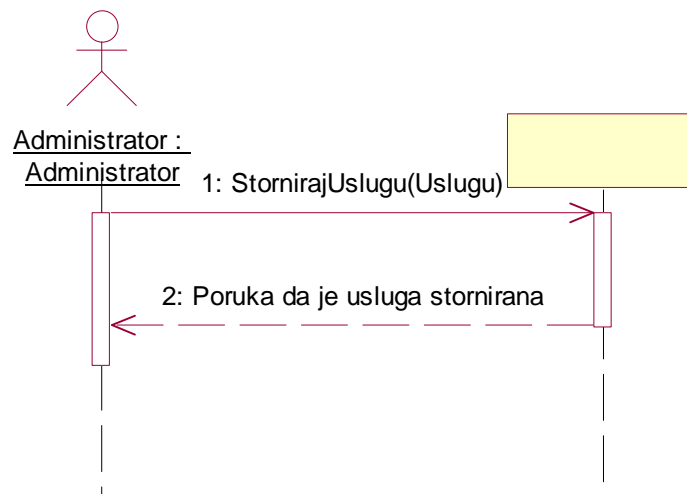 Administrator :
Administrator
1: StornirajUslugu(Uslugu)
2: Poruka da je usluga stornirana